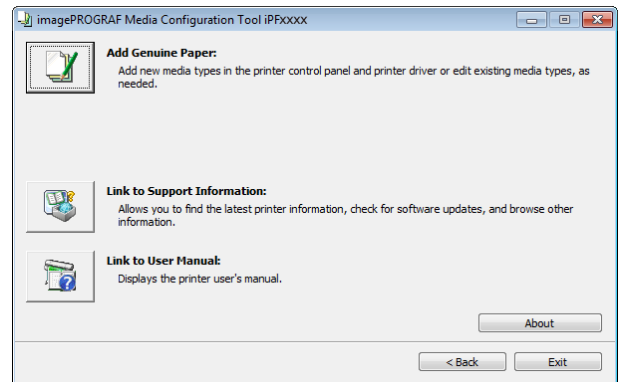 imagePROGRAF Media Configuration Tool iPFxxxx
Add Genuine Paper:
Add new media types in the printer control panel and printer driver or edit existing media types, as
needed.
Link to Support Information:
Allows you to find the latest printer information, check for software updates, and browse other
information.
Link to User Manual:
Displays the printer user's manual.
About
< Back
Exit